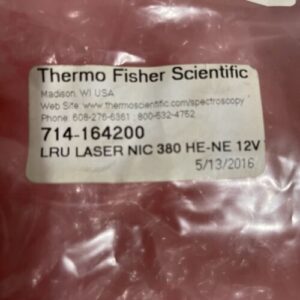 Thermo Fisher Scientific
Madison, WI USA
Web Site: www.thermoscientific.com/spectroscopy
Phone: 608-276-6361 ; 800-532-4752
714-164200
LRU LASER NIC 380 HE-NE 12V
5/13/2016